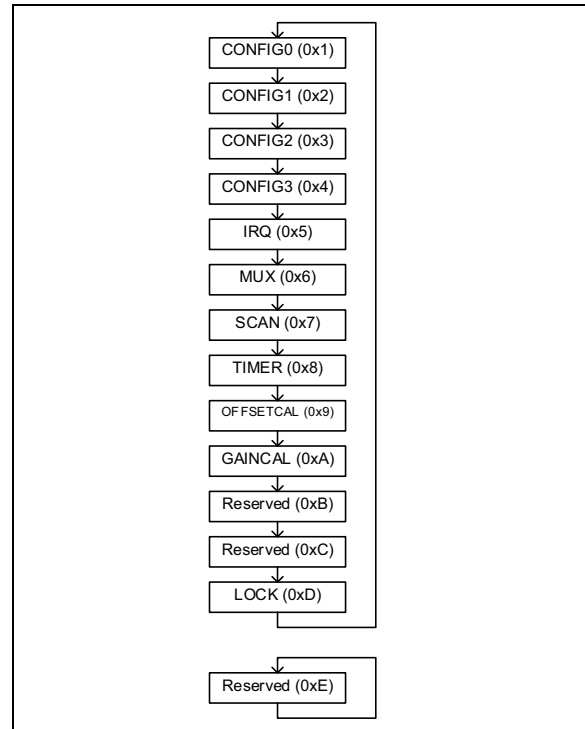 CONFIG0 (0x1)
CONFIG1 (0x2)
CONFIG2 (0x3)
CONFIG3 (0x4)
IRQ (0x5)
MUX (0x6)
SCAN (0x7)
TIMER (0x8)
OFFSETCAL (0x9)
GAINCAL (0xA)
Reserved (0xB)
Reserved (0xC)
LOCK (0xD)
Reserved (0xE)